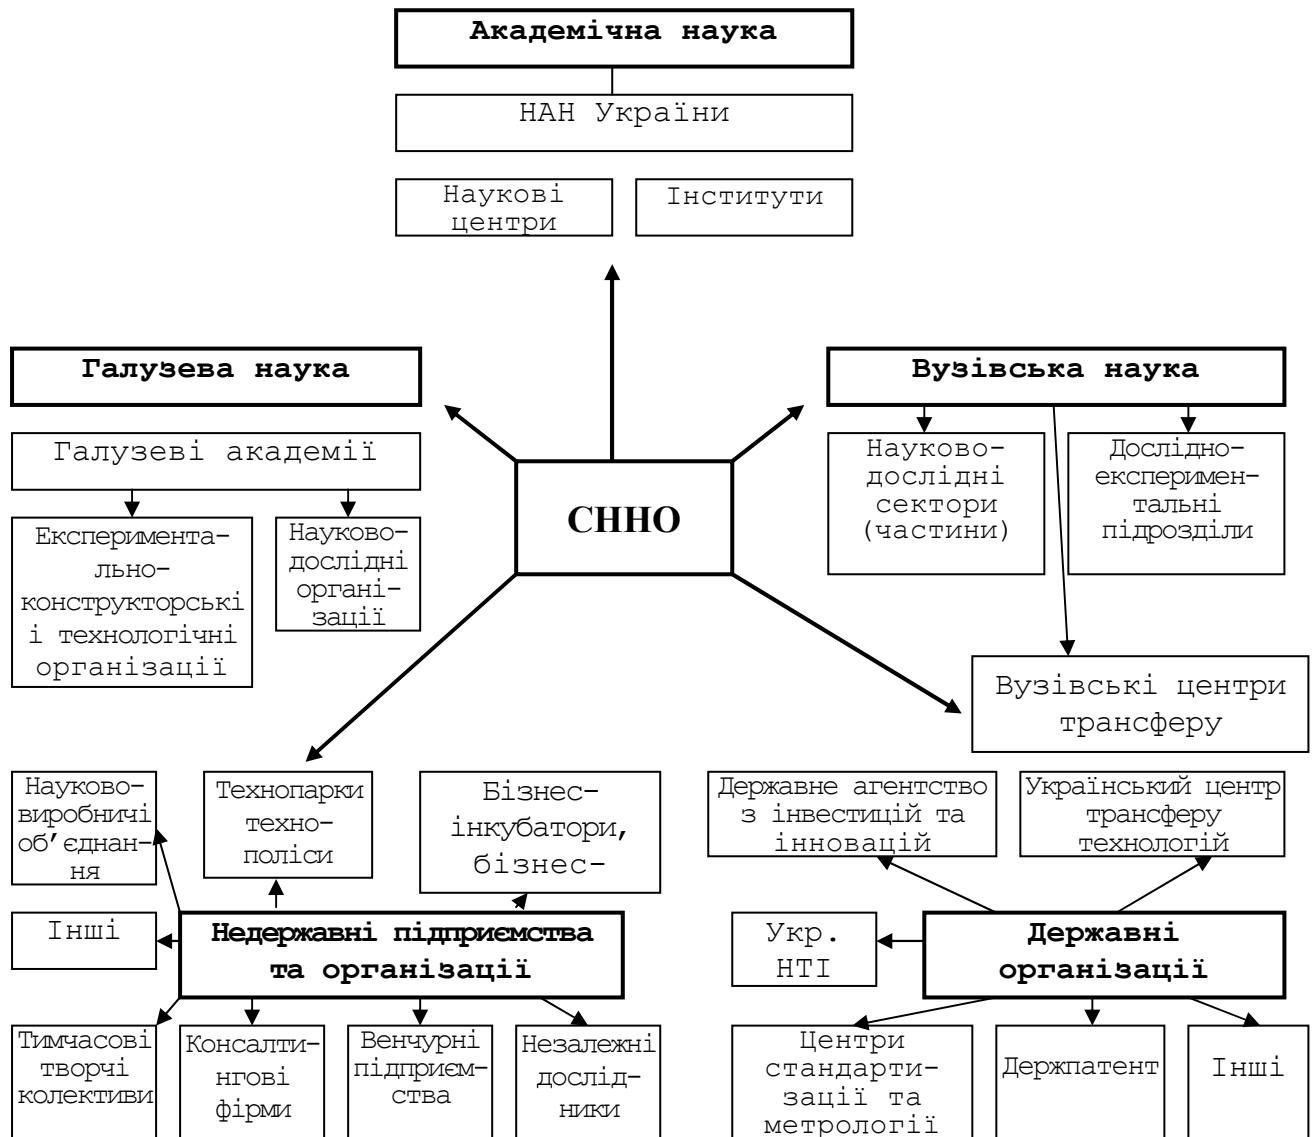 Академічна наука
НАН України
Наукові
центри
Інститути
Галузева наука
Вузівська наука
Галузеві академії
Науково-
дослідні
сектори
(частини)
Дослідно-
експеримен-
тальні
підрозділи
СННО
Експеримента-
льно-
конструкторські
і технологічні
організації
Науково-
дослідні
органі-
зації
Вузівські центри
трансферу
Науково-
виробничі
об’єднан-
ня
Технопарки
техно-
поліси
Бізнес-
інкубатори,
бізнес-
Державне агентство
з інвестицій та
інновацій
Український центр
трансферу
технологій
Інші
Недержавні підприємства
та організації
Укр.
НТІ
Державні
організації
Тимчасові
творчі
колективи
Консалти-
нгові
фірми
Венчурні
підприєм-
ства
Незалежні
дослід-
ники
Центри
стандарти-
зації та
метрології
Держпатент
Інші